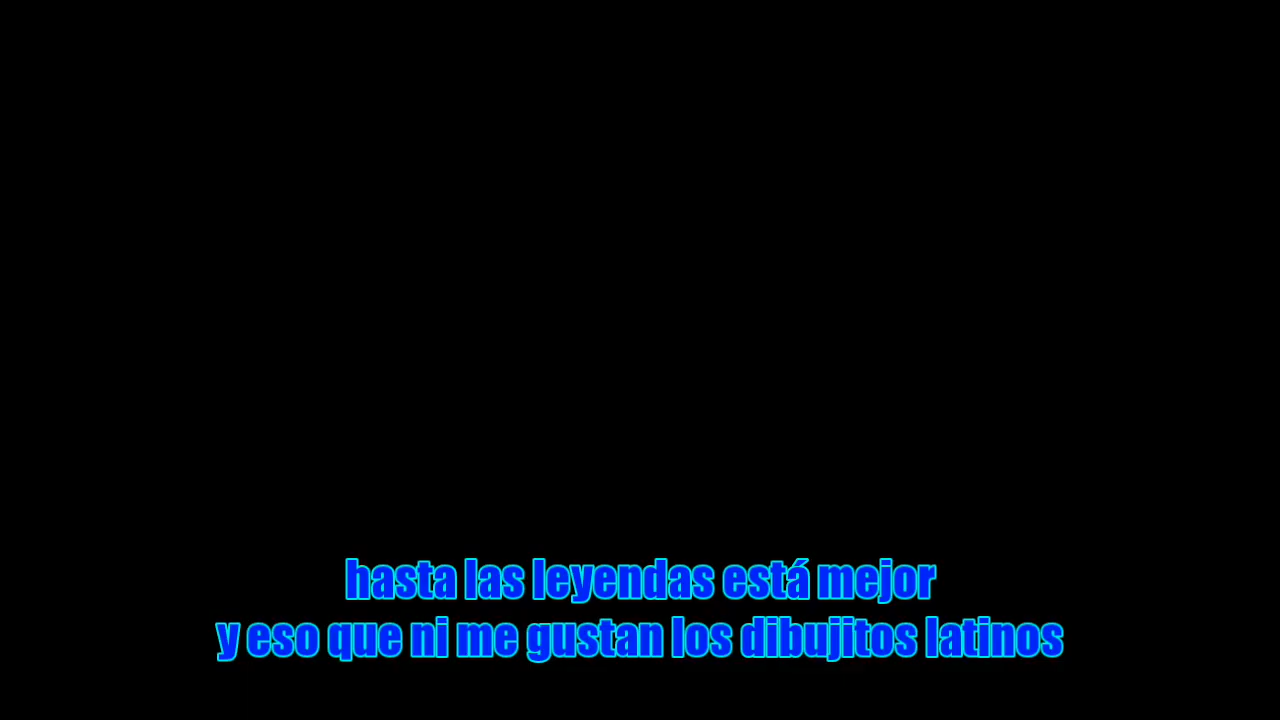 hasta las leyendas está mejor
y eso que ni me gustan los dibujitos latinos